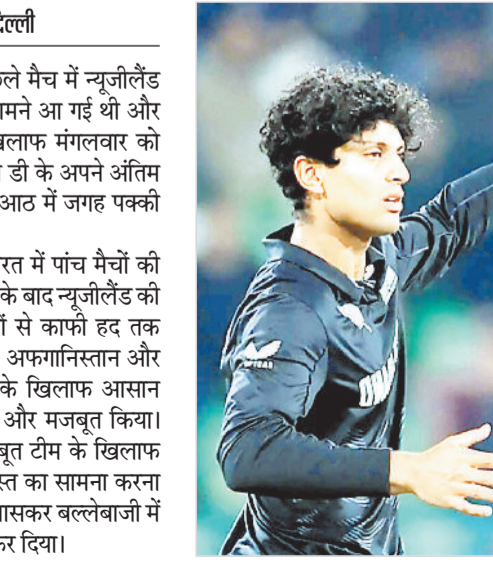 दिल्ली
ले मैच में न्यूजीलैंड
मने आ गई थी और
लाफ मंगलवार को
डी के अपने अंतिम
आठ में जगह पक्की
रत में पांच मैचों की
के बाद न्यूजीलैंड की
ों से काफी हद तक
अफगानिस्तान और
के खिलाफ आसान
और मजबूत किया।
बूत टीम के खिलाफ
स्त का सामना करना
ासकर बल्लेबाजी में
कर दिया।